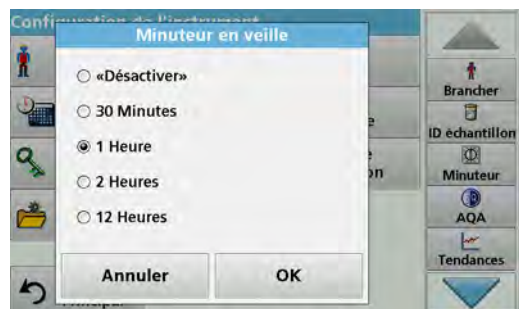 Minuteur en veille
«Désactiver»
30 Minutes
1 Heure
2 Heures
12 Heures
Annuler
OK
Brancher
ID échantillon
Minuteur
AQA
Tendances